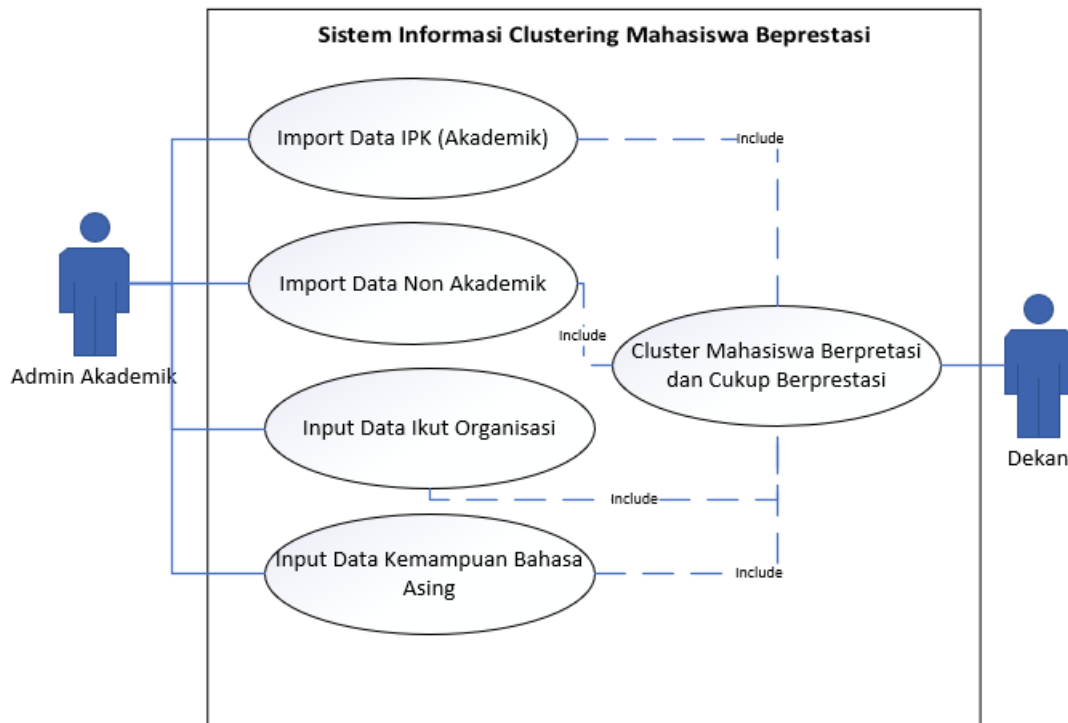 Sistem Informasi Clustering Mahasiswa Beprestasi
Import Data IPK (Akademik)
Include
Import Data Non Akademik
Include
Admin Akademik
Cluster Mahasiswa Berpretasi
dan Cukup Berprestasi
Dekan
Input Data Ikut Organisasi
Include
Input Data Kemampuan Bahasa
Asing
Include